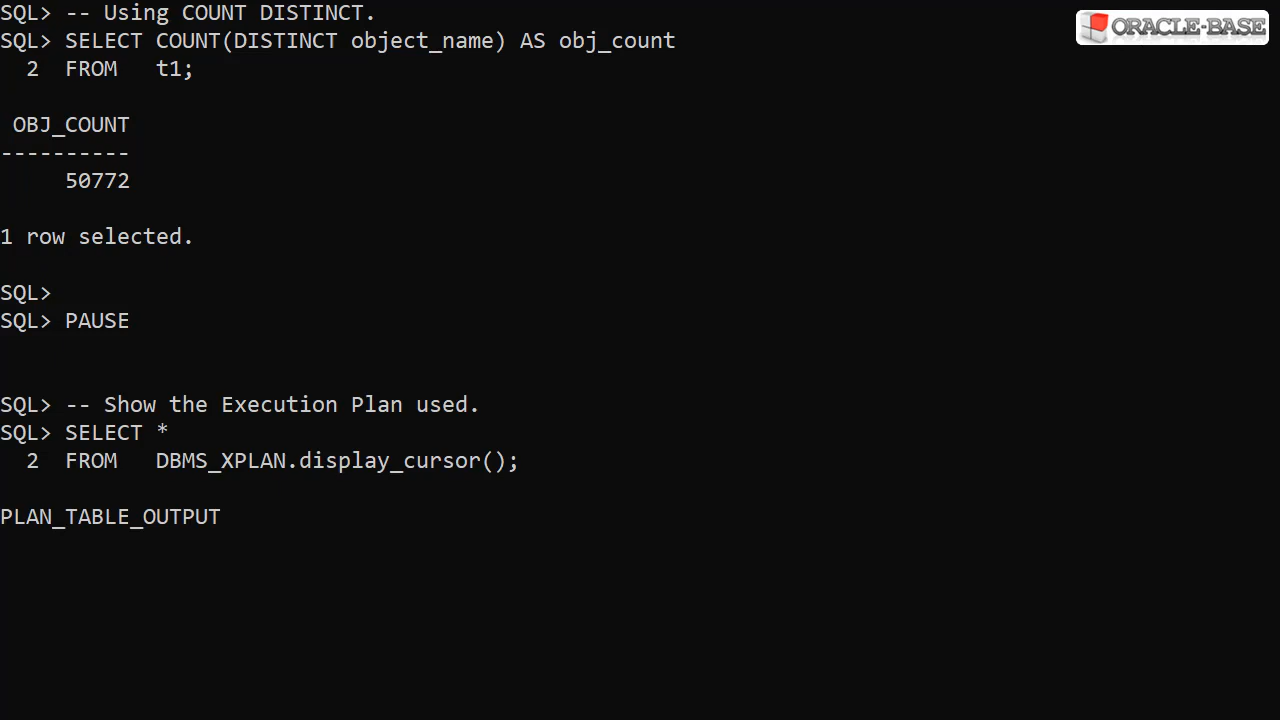 SQL> -- Using COUNT DISTINCT.
ORACLE-BASE
SQL> SELECT COUNT(DISTINCT object_name) AS obj_count
  2  FROM   t1;
 OBJ_COUNT
----------
     50772
1 row selected.
SQL>
SQL> PAUSE
SQL> -- Show the Execution Plan used.
SQL> SELECT *
  2  FROM   DBMS_XPLAN.display_cursor();
PLAN_TABLE_OUTPUT